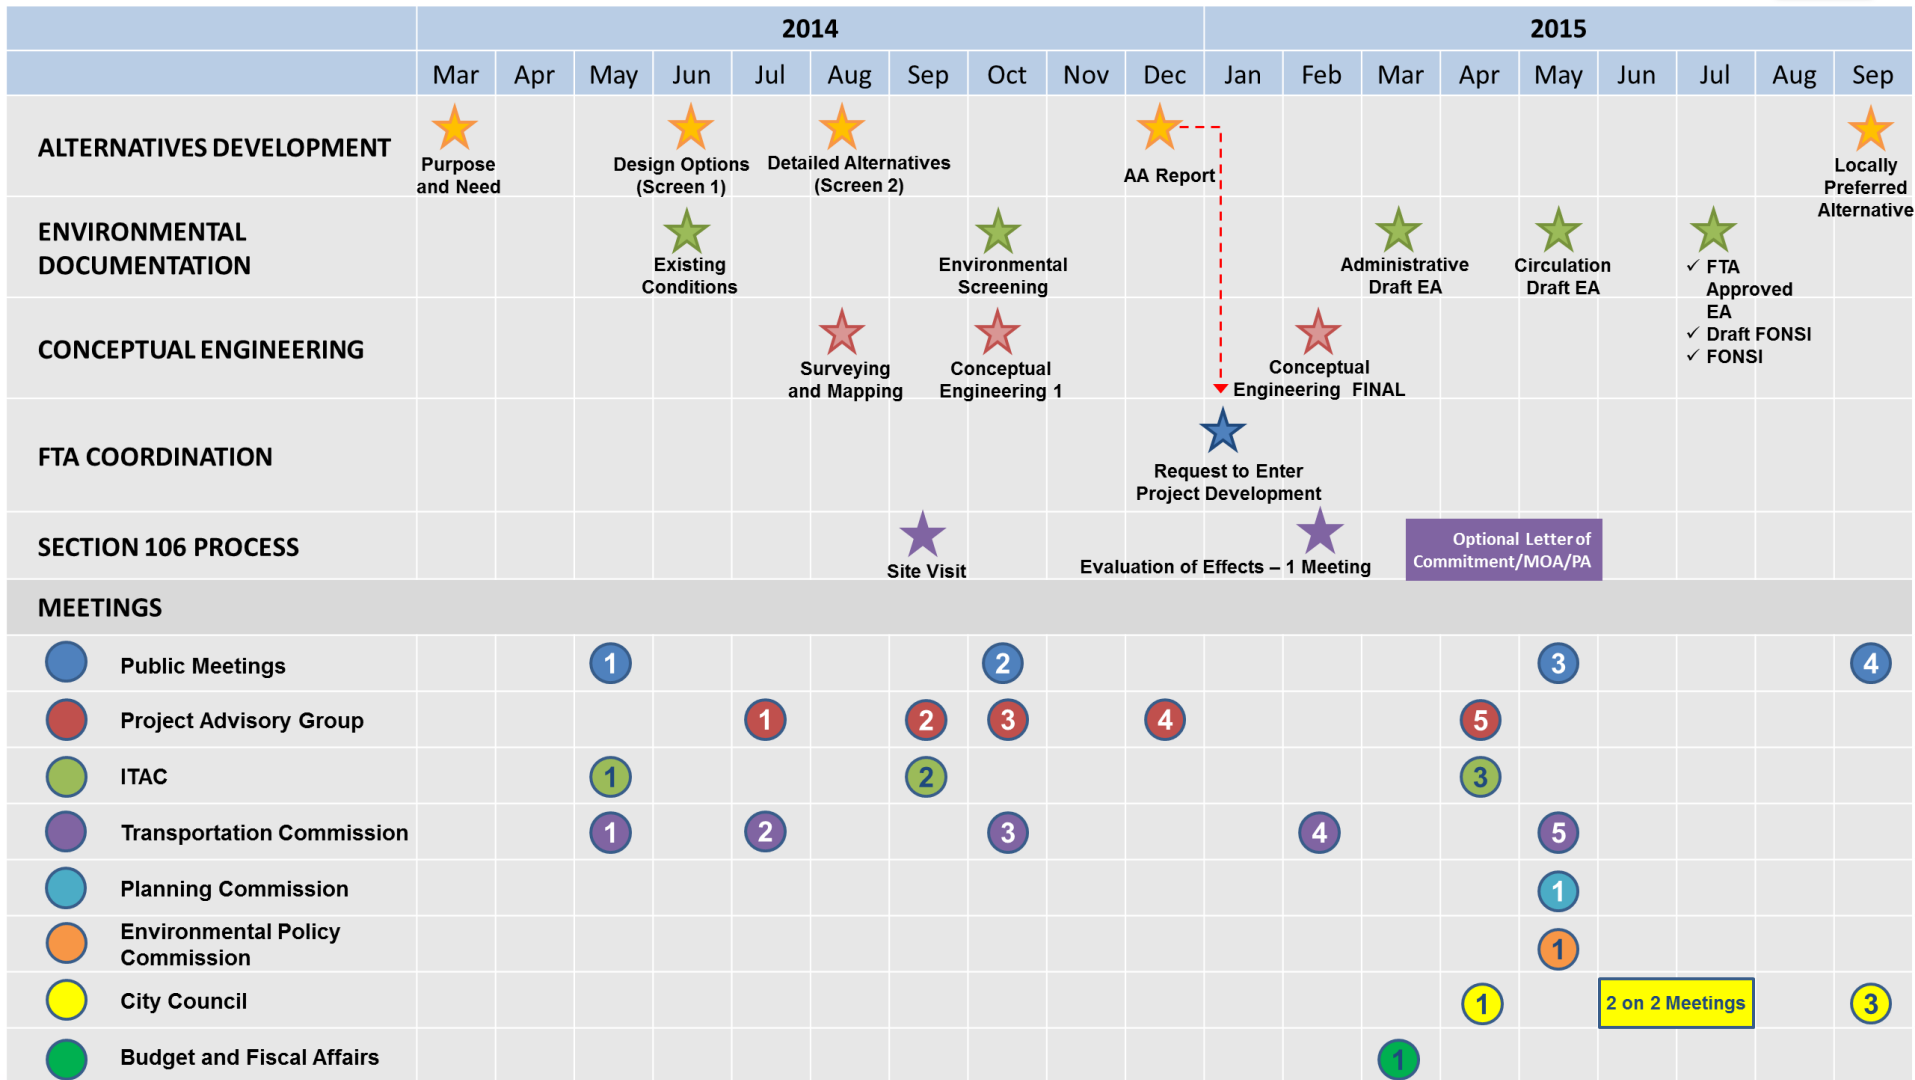 2014 2015
Mar Apr May Jun Jul Aug Sep Oct Nov Dec Jan Feb Mar Apr May Jun Jul Aug Sep
ALTERNATIVES DEVELOPMENT
Purpose
and Need
Design Options
(Screen 1)
Detailed Alternatives
(Screen 2)
AA Report
Locally
Preferred
Alternative
ENVIRONMENTAL
DOCUMENTATION
Existing
Conditions
Environmental
Screening
Administrative
Draft EA
Circulation
Draft EA
✓ FTA
Approved
EA
✓ Draft FONSI
✓ FONSI
CONCEPTUAL ENGINEERING
Surveying
and Mapping
Conceptual
Engineering 1
Conceptual
Engineering FINAL
FTA COORDINATION
Request to Enter
Project Development
SECTION 106 PROCESS
Site Visit
Evaluation of Effects – 1 Meeting
Optional Letter of
Commitment/MOA/PA
MEETINGS
Public Meetings 1 2 3 4
Project Advisory Group 1 2 3 4 5
ITAC 1 2 3
Transportation Commission 1 2 3 4 5
Planning Commission 1
Environmental Policy
Commission 1
City Council 1 2 on 2 Meetings 3
Budget and Fiscal Affairs 1